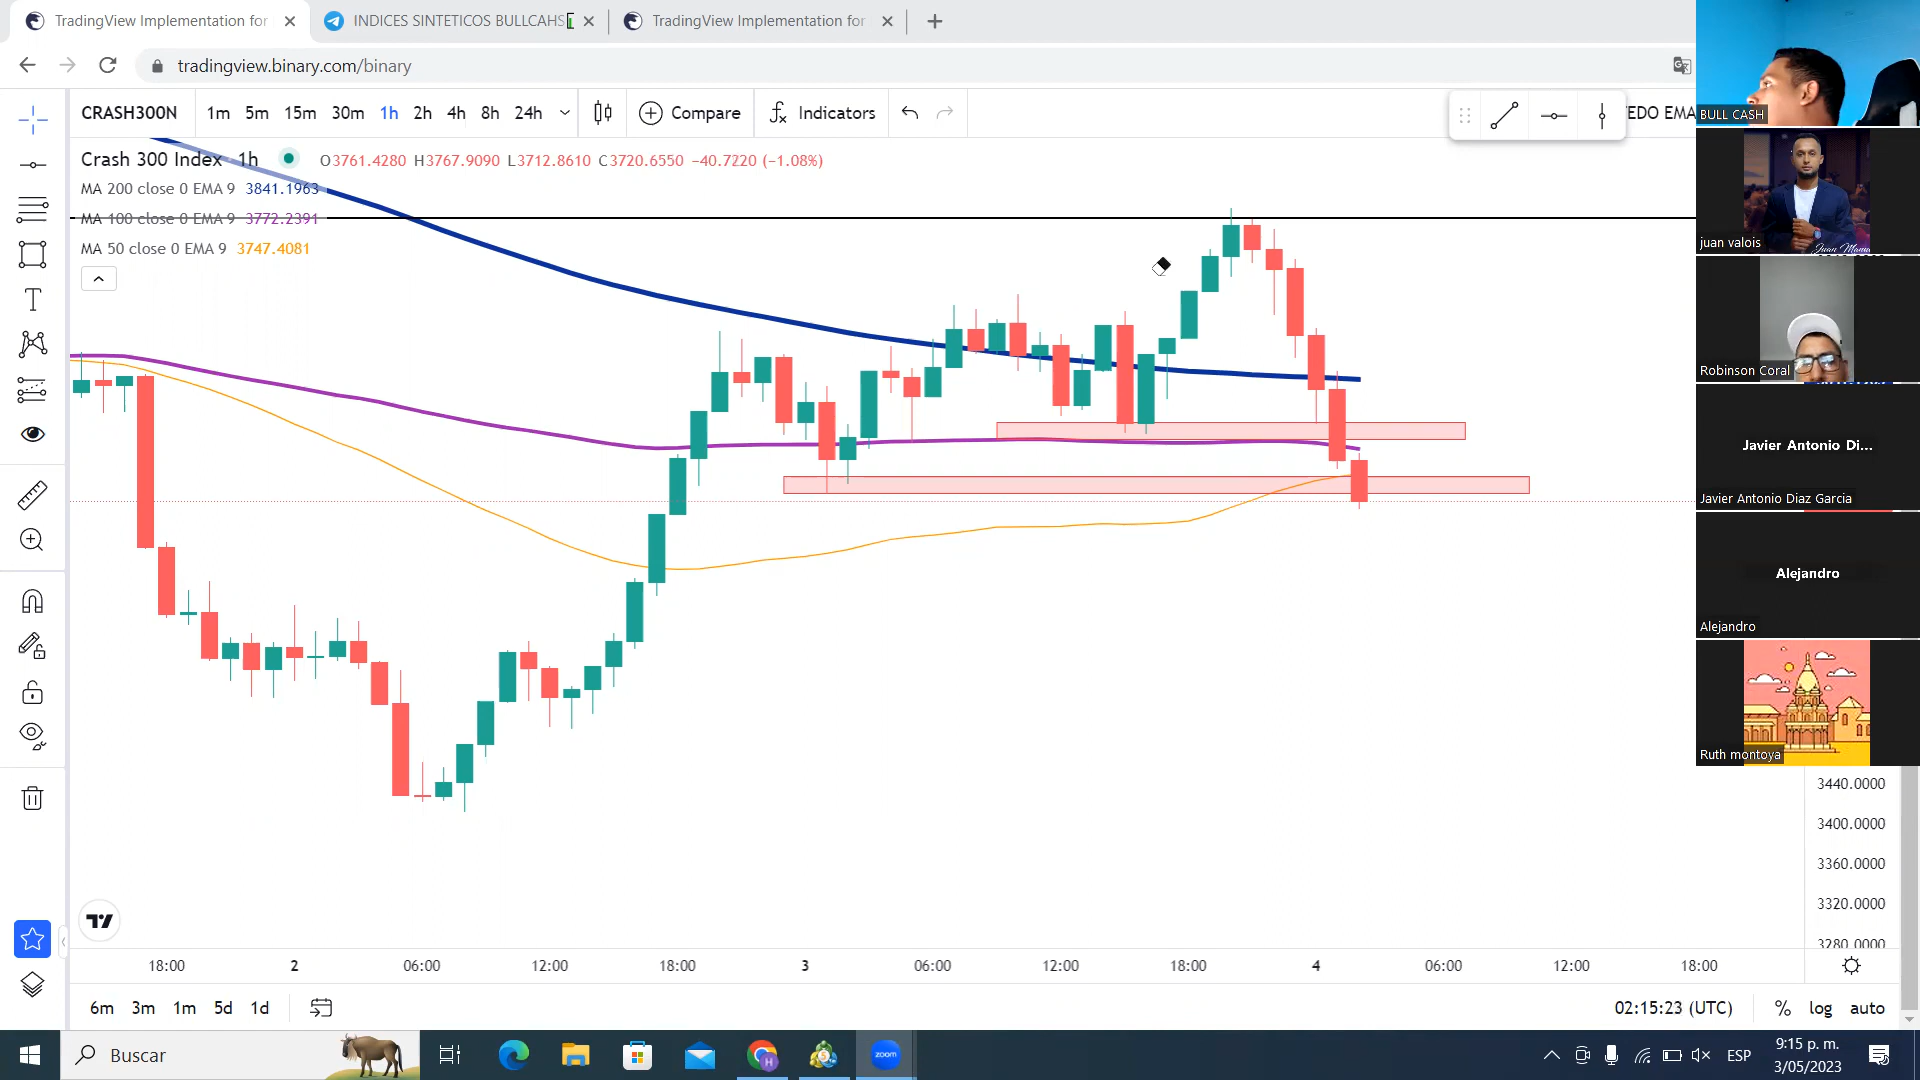 TradingView Implementation for
INDICES SINTETICOS BULLCAHS
TradingView Implementation for
tradingview.binary.com/binary
CRASH300N
1m 5m 15m 30m 1h 2h 4h 8h 24h
Compare
Indicators
EDO EMA
Crash 300 Index · 1h
O3761.4280 H3767.9090 L3712.8610 C3720.6550 −40.7220 (−1.08%)
MA 200 close 0 EMA 9 3841.1963
MA 100 close 0 EMA 9 3772.2391
MA 50 close 0 EMA 9 3747.4081
BULL CASH
juan valois
Robinson Coral
Javier Antonio Di...
Javier Antonio Diaz Garcia
Alejandro
Alejandro
Ruth montoya
3440.0000
3400.0000
3360.0000
3320.0000
3280.0000
18:00 2 06:00 12:00 18:00 3 06:00 12:00 18:00 4 06:00 12:00 18:00
6m 3m 1m 5d 1d
02:15:23 (UTC)
% log auto
Buscar
zoom
ESP
9:15 p. m.
3/05/2023